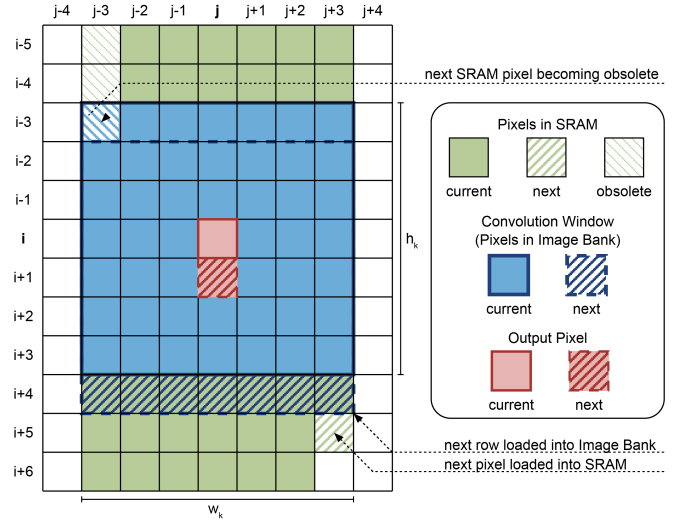 j-4 j-3 j-2 j-1 j j+1 j+2 j+3 j+4
i-5
i-4
next SRAM pixel becoming obsolete
i-3
i-2
i-1
i
i+1
i+2
i+3
i+4
i+5
i+6
h_k
w_k
Pixels in SRAM
current next obsolete
Convolution Window
(Pixels in Image Bank)
current next
Output Pixel
current next
next row loaded into Image Bank
next pixel loaded into SRAM